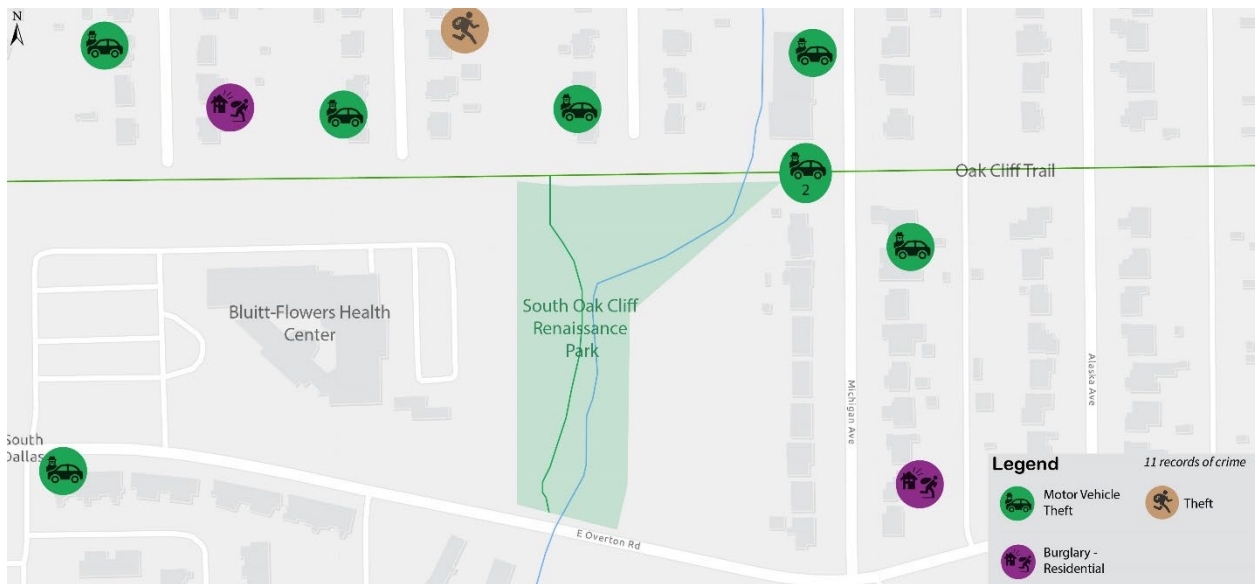 N
2
Oak Cliff Trail
Bluitt-Flowers Health
Center
South Oak Cliff
Renaissance
Park
Michigan Ave
Alaska Ave
South
Dallas
E Overton Rd
Legend
11 records of crime
Motor Vehicle
Theft
Theft
Burglary -
Residential